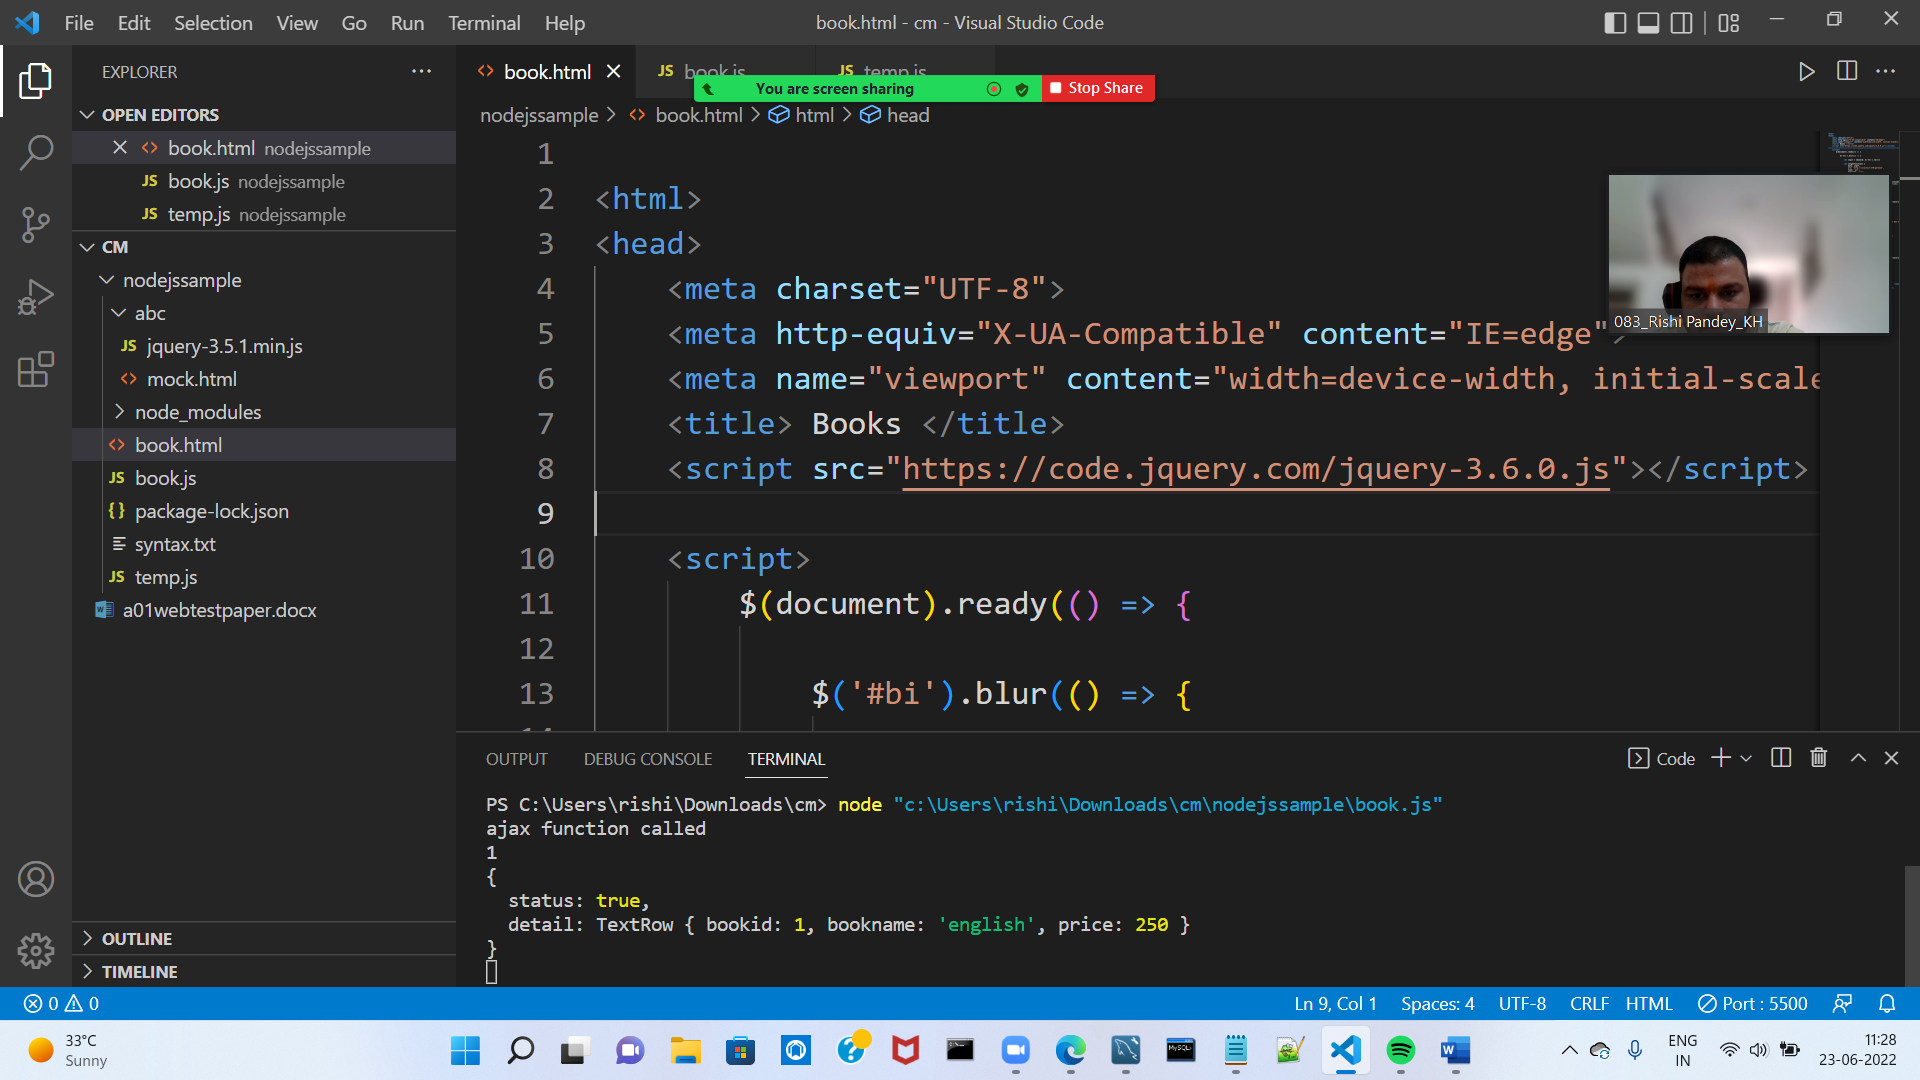 File Edit Selection View Go Run Terminal Help
book.html - cm - Visual Studio Code
EXPLORER
OPEN EDITORS
book.html nodejssample
book.js nodejssample
temp.js nodejssample
CM
nodejssample
abc
JS jquery-3.5.1.min.js
mock.html
node_modules
book.html
JS book.js
{} package-lock.json
syntax.txt
JS temp.js
a01webtestpaper.docx
OUTLINE
TIMELINE
book.html
JS book.js
JS temp.js
You are screen sharing
Stop Share
nodejssample > book.html > html > head
1
2 <html>
3 <head>
4 <meta charset="UTF-8">
5 <meta http-equiv="X-UA-Compatible" content="IE=edge">
6 <meta name="viewport" content="width=device-width, initial-scale
7 <title> Books </title>
8 <script src="https://code.jquery.com/jquery-3.6.0.js"></script>
9
10 <script>
11 $(document).ready(() => {
12
13 $('#bi').blur(() => {
083_Rishi Pandey_KH
OUTPUT DEBUG CONSOLE TERMINAL
Code
PS C:\Users\rishi\Downloads\cm> node "c:\Users\rishi\Downloads\cm\nodejssample\book.js"
ajax function called
1
{
status: true,
detail: TextRow { bookid: 1, bookname: 'english', price: 250 }
}
0 0
Ln 9, Col 1 Spaces: 4 UTF-8 CRLF HTML Port : 5500
33°C
Sunny
ENG
IN
11:28
23-06-2022